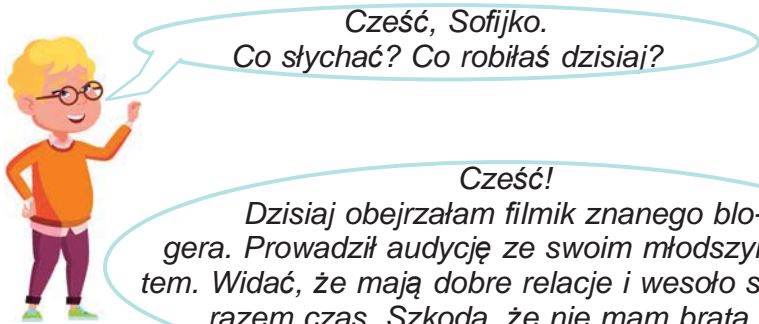 Cześć, Sofijko.
Co słychać? Co robiłaś dzisiaj?
Cześć!
Dzisiaj obejrzałam filmik znanego blo-
gera. Prowadził audycję ze swoim
tem. Widać, że mają dobre relacje i wesoło
razem czas. Szkoda, że nie mam brata